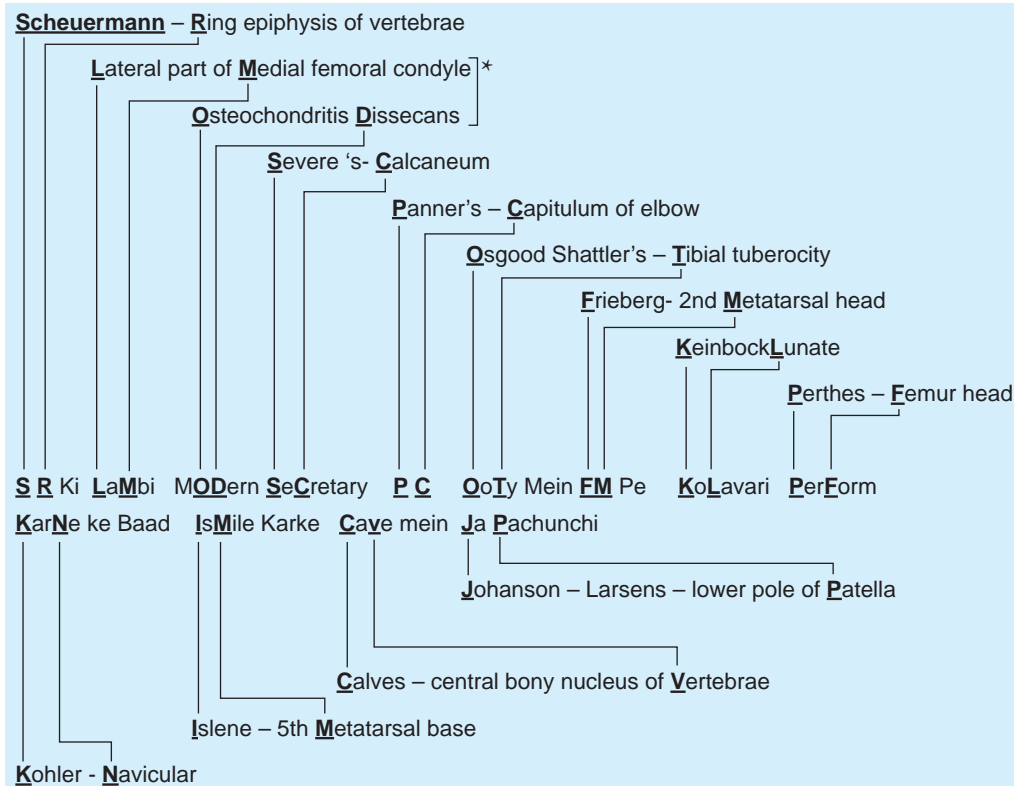 Scheuermann – Ring epiphysis of vertebrae
Lateral part of Medial femoral condyle *
Osteochondritis Dissecans
Severe 's- Calcaneum
Panner's – Capitulum of elbow
Osgood Shattler's – Tibial tuberocity
Frieberg- 2nd Metatarsal head
KeinbockLunate
Perthes – Femur head
S R Ki LaMbi MODern SeCretary P C OoTy Mein FM Pe KoLavari PerForm
KarNe ke Baad IsMile Karke Cave mein Ja Pachunchi
Johanson – Larsens – lower pole of Patella
Calves – central bony nucleus of Vertebrae
Islene – 5th Metatarsal base
Kohler - Navicular